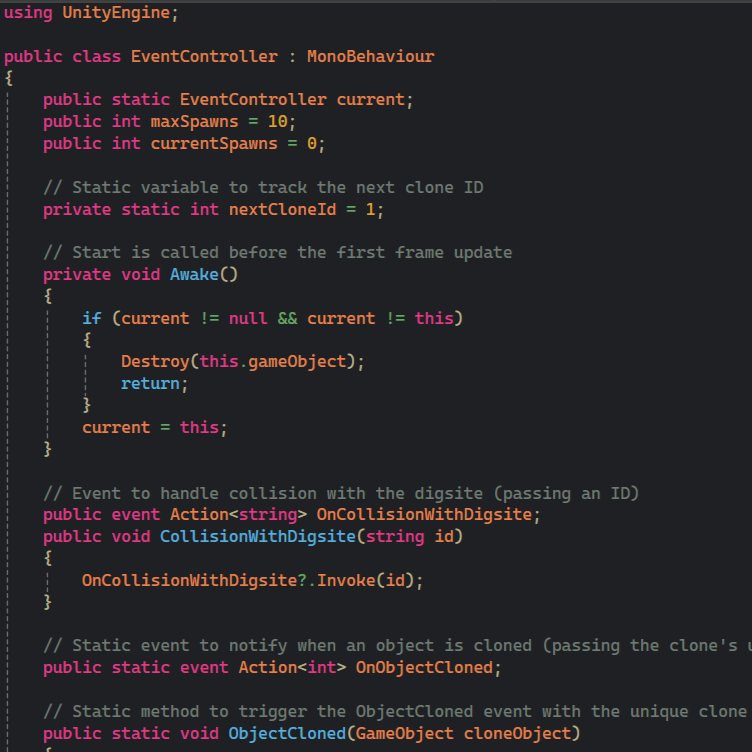 using UnityEngine;
public class EventController : MonoBehaviour
{
public static EventController current;
public int maxSpawns = 10;
public int currentSpawns = 0;
// Static variable to track the next clone ID
private static int nextCloneId = 1;
// Start is called before the first frame update
private void Awake()
{
if (current != null && current != this)
{
Destroy(this.gameObject);
return;
}
current = this;
}
// Event to handle collision with the digsite (passing an ID)
public event Action<string> OnCollisionWithDigsite;
public void CollisionWithDigsite(string id)
{
OnCollisionWithDigsite?.Invoke(id);
}
// Static event to notify when an object is cloned (passing the clone's
public static event Action<int> OnObjectCloned;
// Static method to trigger the ObjectCloned event with the unique clone
public static void ObjectCloned(GameObject cloneObject)
{